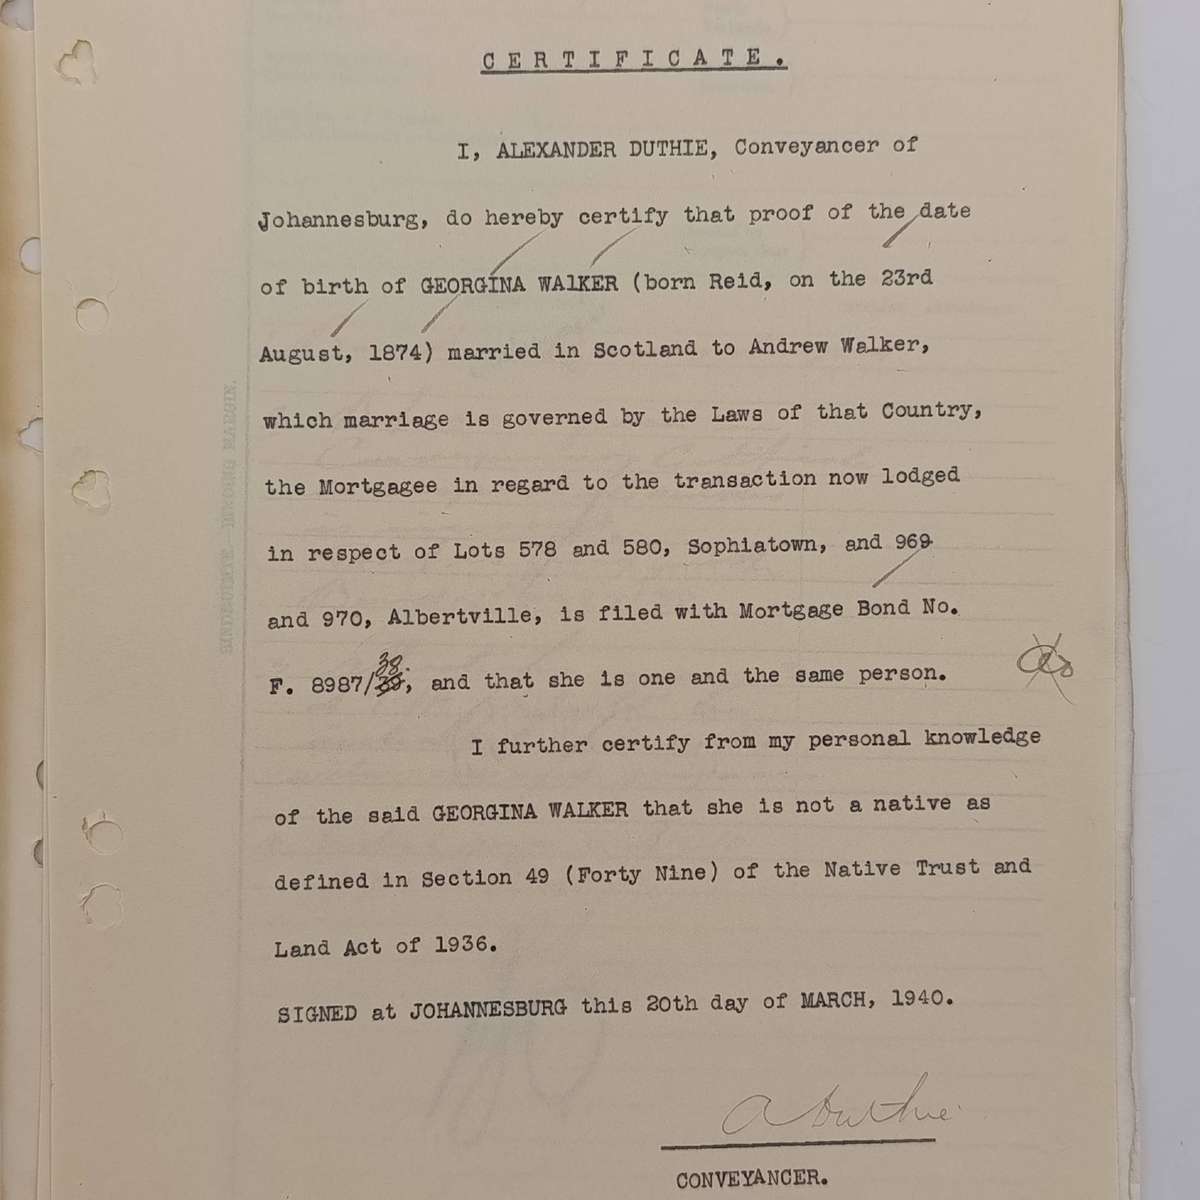 CERTIFICATE.
I, ALEXANDER DUTHIE, Conveyancer of
Johannesburg, do hereby certify that proof of the date
of birth of GEORGINA WAlKER (born Reid, on the 23rd
August, 1874) married in Scotland to Andrew Walker,
which marriage is governed by the Laws of that Country,
the Mortgagee in regard to the transaction now lodged
in respect of Lots 578 and 580, Sophiatown, and 969
and 970, Albertville, is filed with Mortgage Bond No.
38
F. 8987/39, and that she is one and the same person.
I further certify from my personal knowledge
of the said GEORGINA WALKER that she is not a native as
defined in Section 49 (Forty Nine) of the Native Trust and
Land Act of 1936.
SIGNED at JOHANNESBURG this 20th day of MARCH, 1940.
A Duthie
CONVEYANCER.